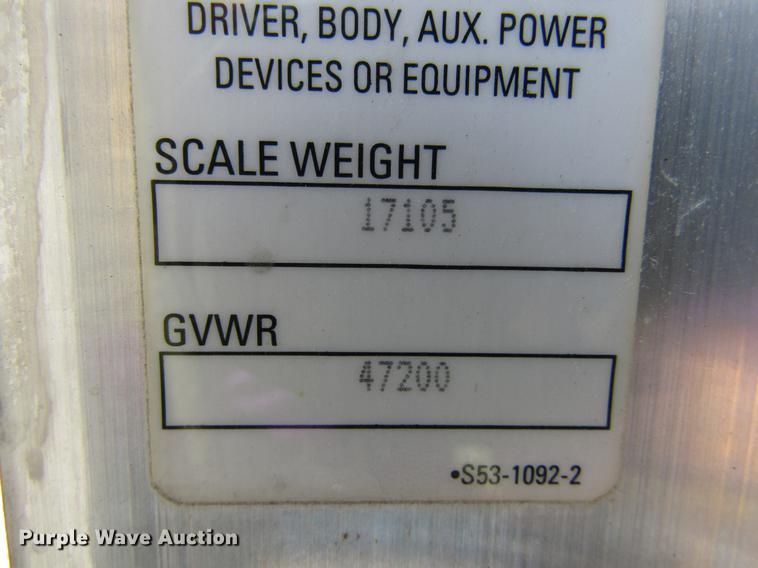 DRIVER, BODY, AUX. POWER
DEVICES OR EQUIPMENT
SCALE WEIGHT
17105
GVWR
47200
•S53-1092-2
Purple Wave Auction